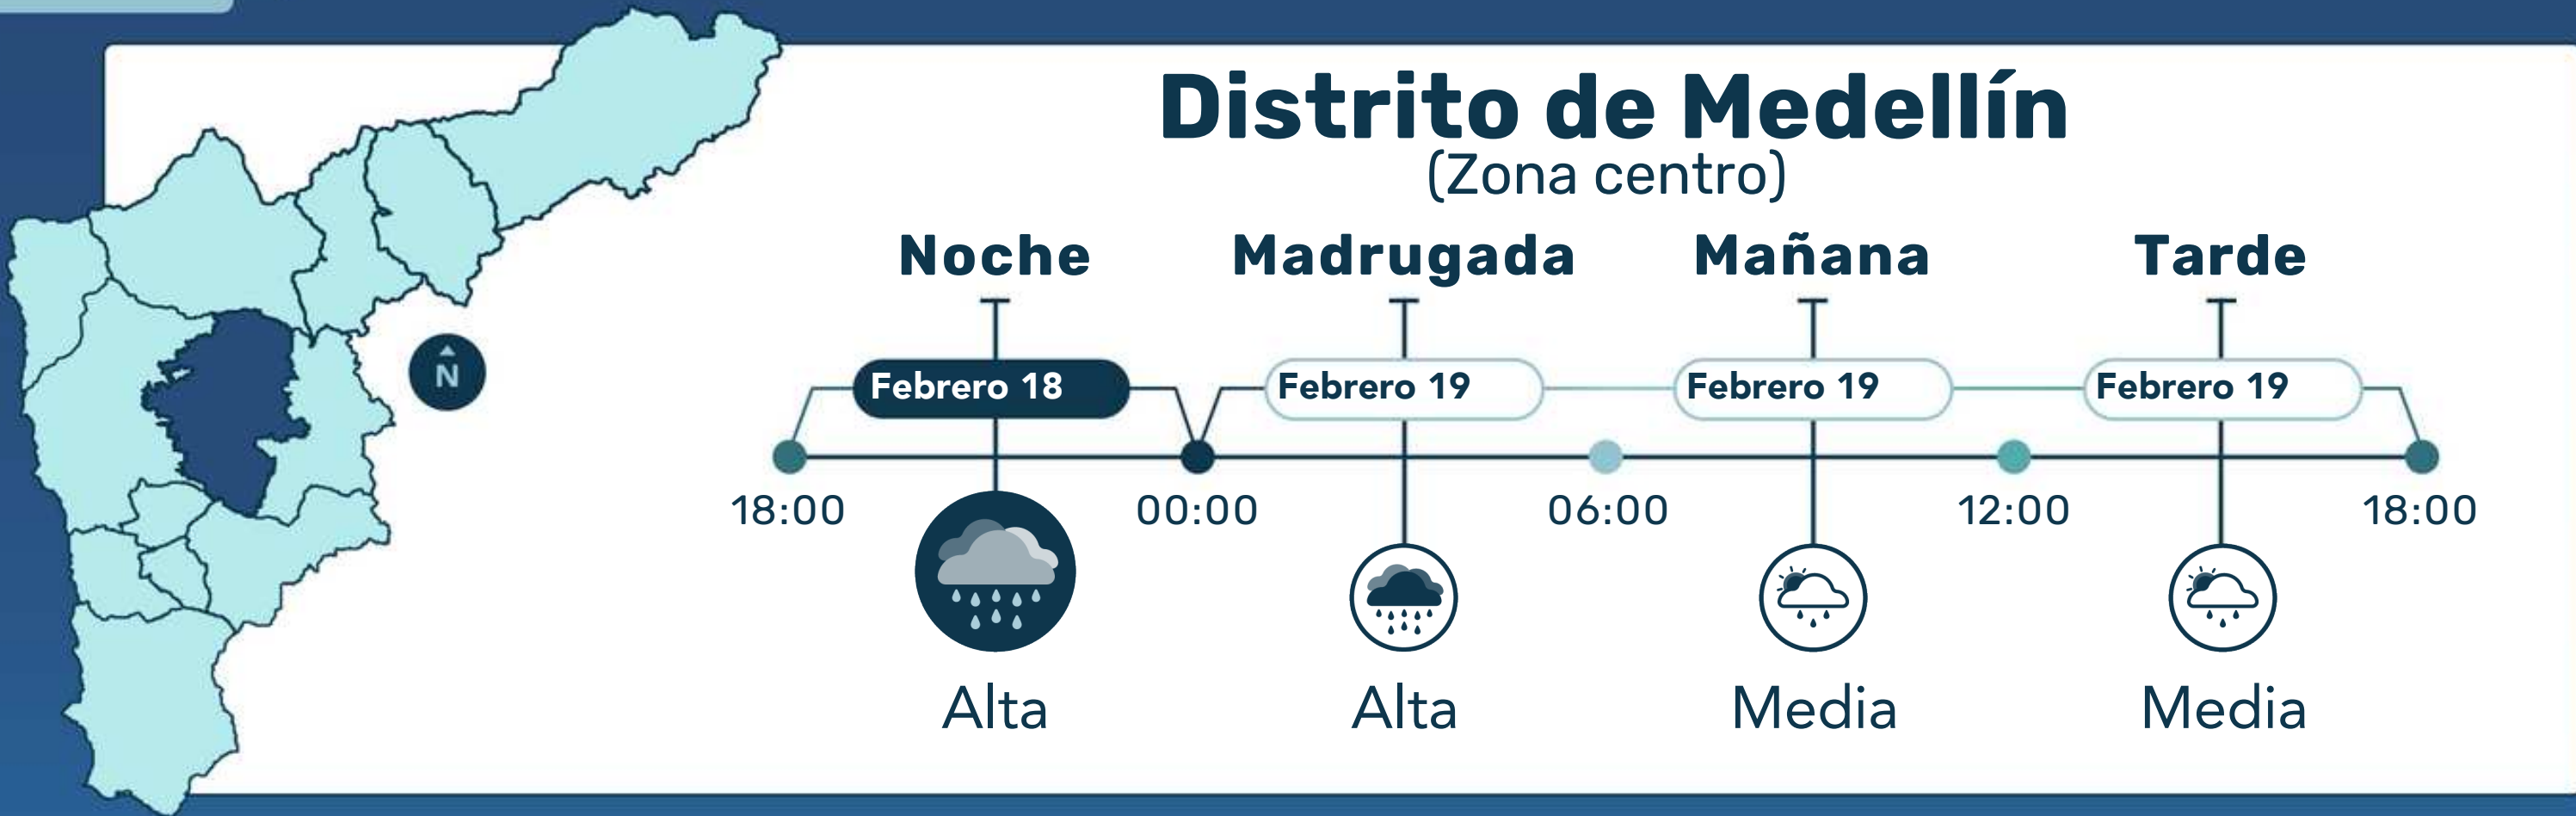 Distrito de Medellín
(Zona centro)
Noche Madrugada Mañana Tarde
N
Febrero 18 Febrero 19 Febrero 19 Febrero 19
18:00 00:00 06:00 12:00 18:00
Alta Alta Media Media